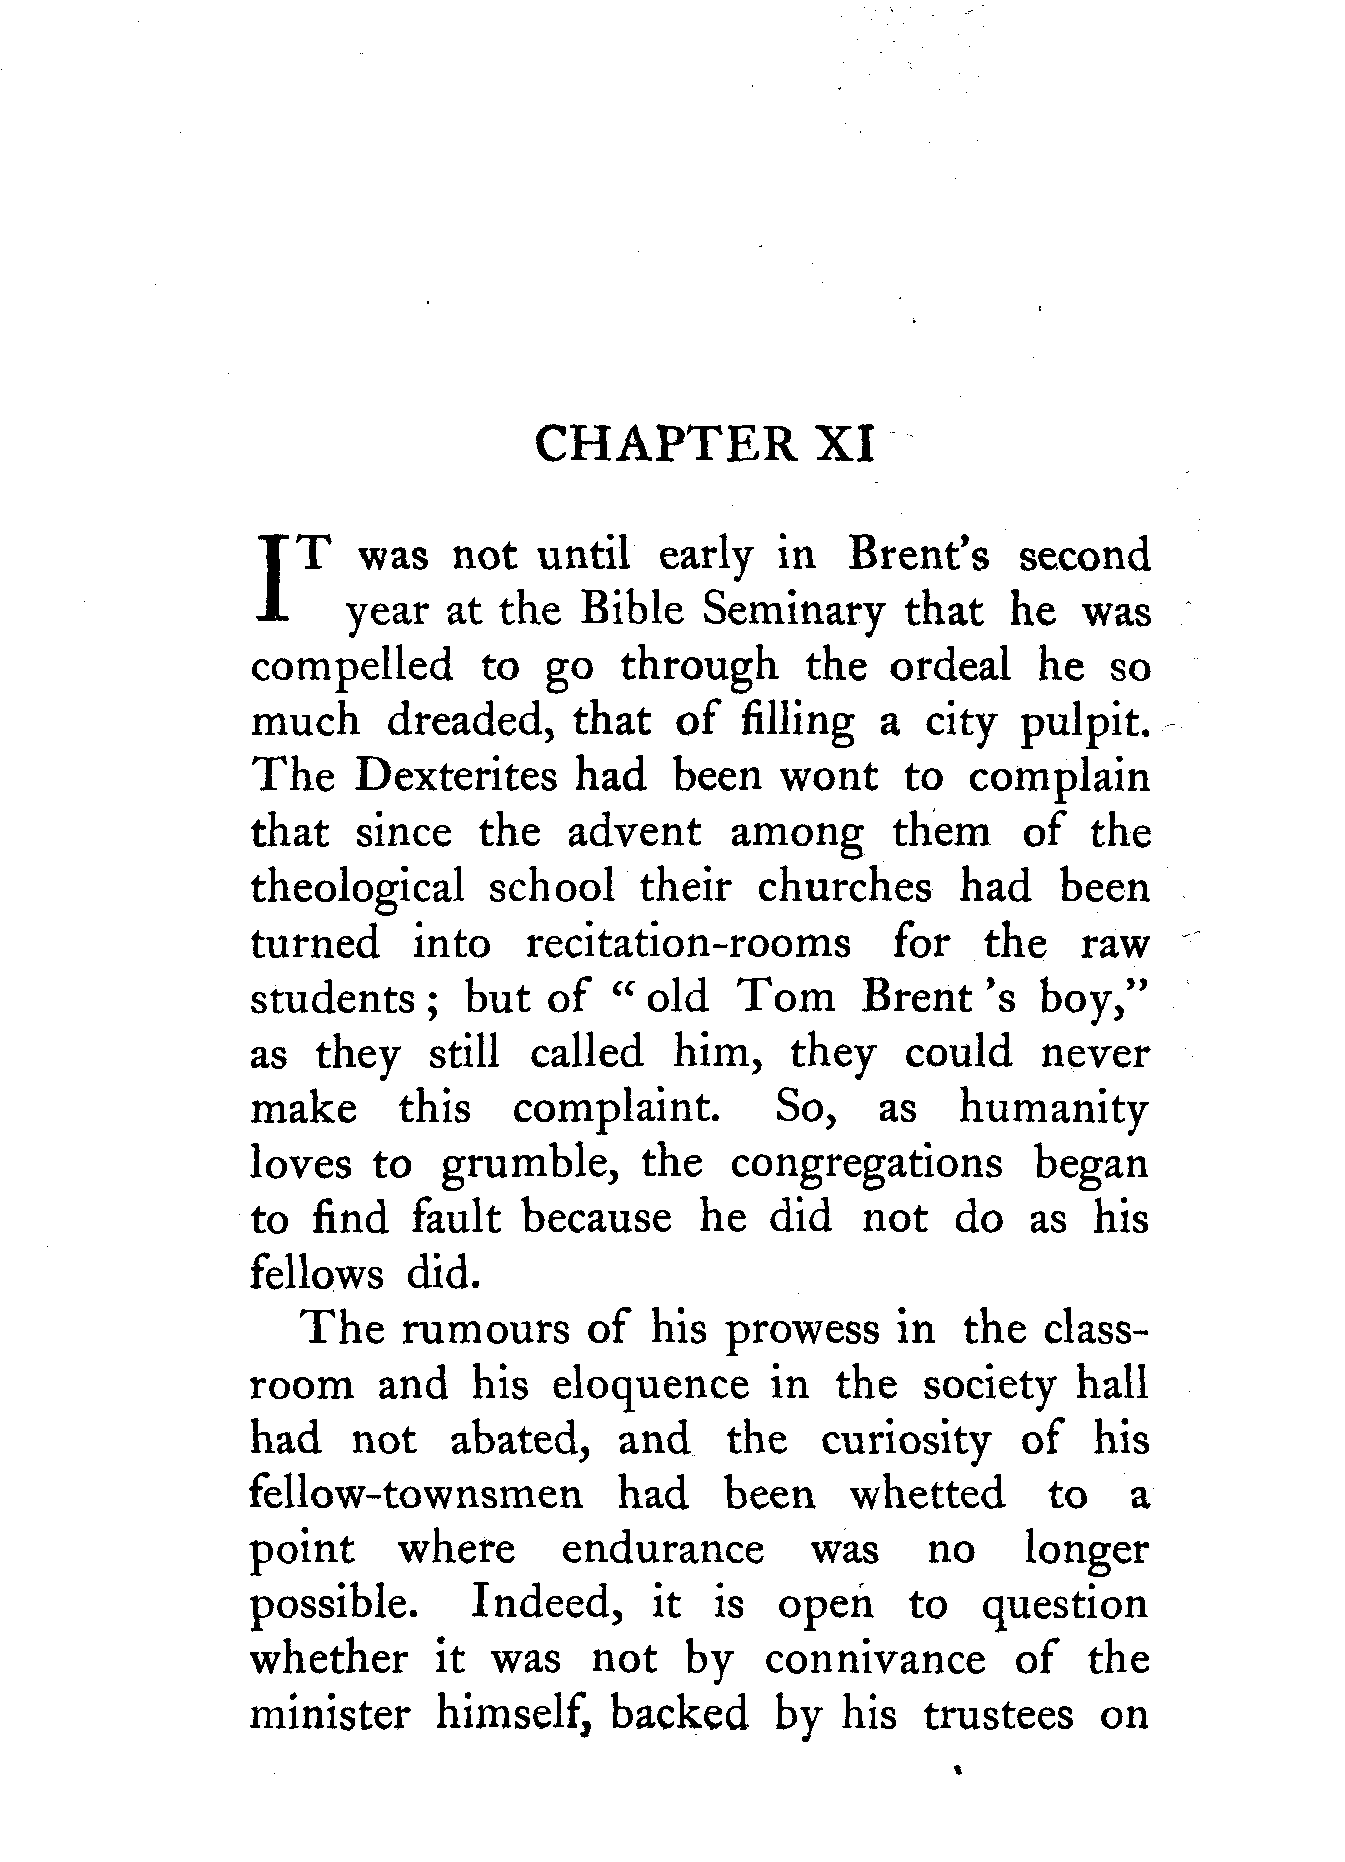 CHAPTER XI
IT was not until early in Brent's second
year at the Bible Seminary that he was
compelled to go through the ordeal he so
much dreaded, that of filling a city pulpit.
The Dexterites had been wont to complain
that since the advent among them of the
theological school their churches had been
turned into recitation-rooms for the raw
students; but of "old Tom Brent's boy,"
as they still called him, they could never
make this complaint. So, as humanity
loves to grumble, the congregations began
to find fault because he did not do as his
fellows did.
The rumours of his prowess in the class-
room and his eloquence in the society hall
had not abated, and the curiosity of his
fellow-townsmen had been whetted to a
point where endurance was no longer
possible. Indeed, it is open to question
whether it was not by connivance of the
minister himself, backed by his trustees on